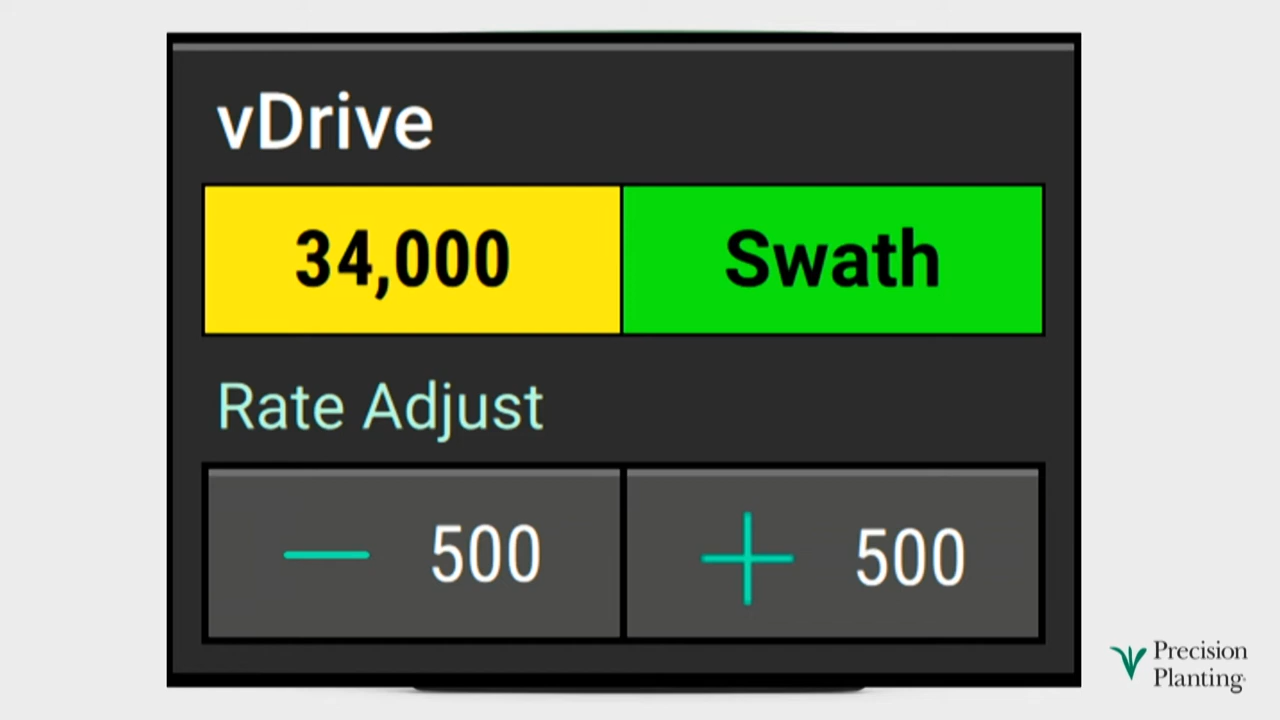 vDrive
34,000 Swath
Rate Adjust
— 500 + 500
Precision
Planting